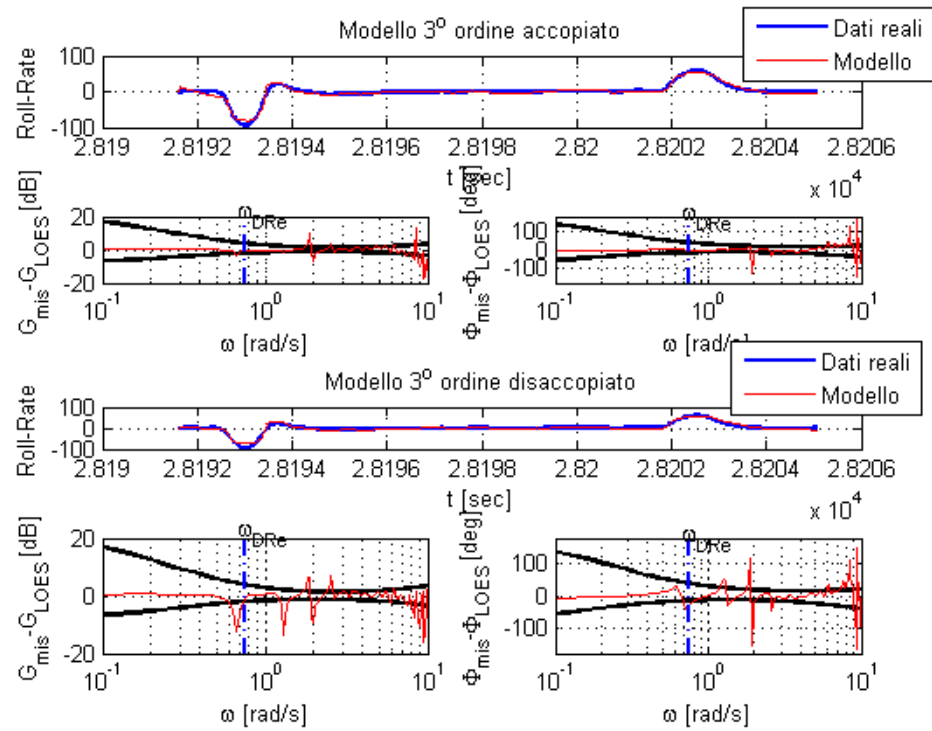 Modello 3º ordine accopiato
Dati reali
Modello
Roll-Rate
100
0
-100
2.819 2.8192 2.8194 2.8196 2.8198 2.82 2.8202 2.8204 2.8206
t [sec]
x 10^4
G_mis-G_LOES [dB]
20
0
-20
ω_DRe
10^-1 10^0 10^1
ω [rad/s]
Φ_mis-Φ_LOES [deg]
100
0
-100
ω_DRe
10^-1 10^0 10^1
ω [rad/s]
Modello 3º ordine disaccopiato
Dati reali
Modello
Roll-Rate
100
0
-100
2.819 2.8192 2.8194 2.8196 2.8198 2.82 2.8202 2.8204 2.8206
t [sec]
x 10^4
G_mis-G_LOES [dB]
20
0
-20
ω_DRe
10^-1 10^0 10^1
ω [rad/s]
Φ_mis-Φ_LOES [deg]
100
0
-100
ω_DRe
10^-1 10^0 10^1
ω [rad/s]